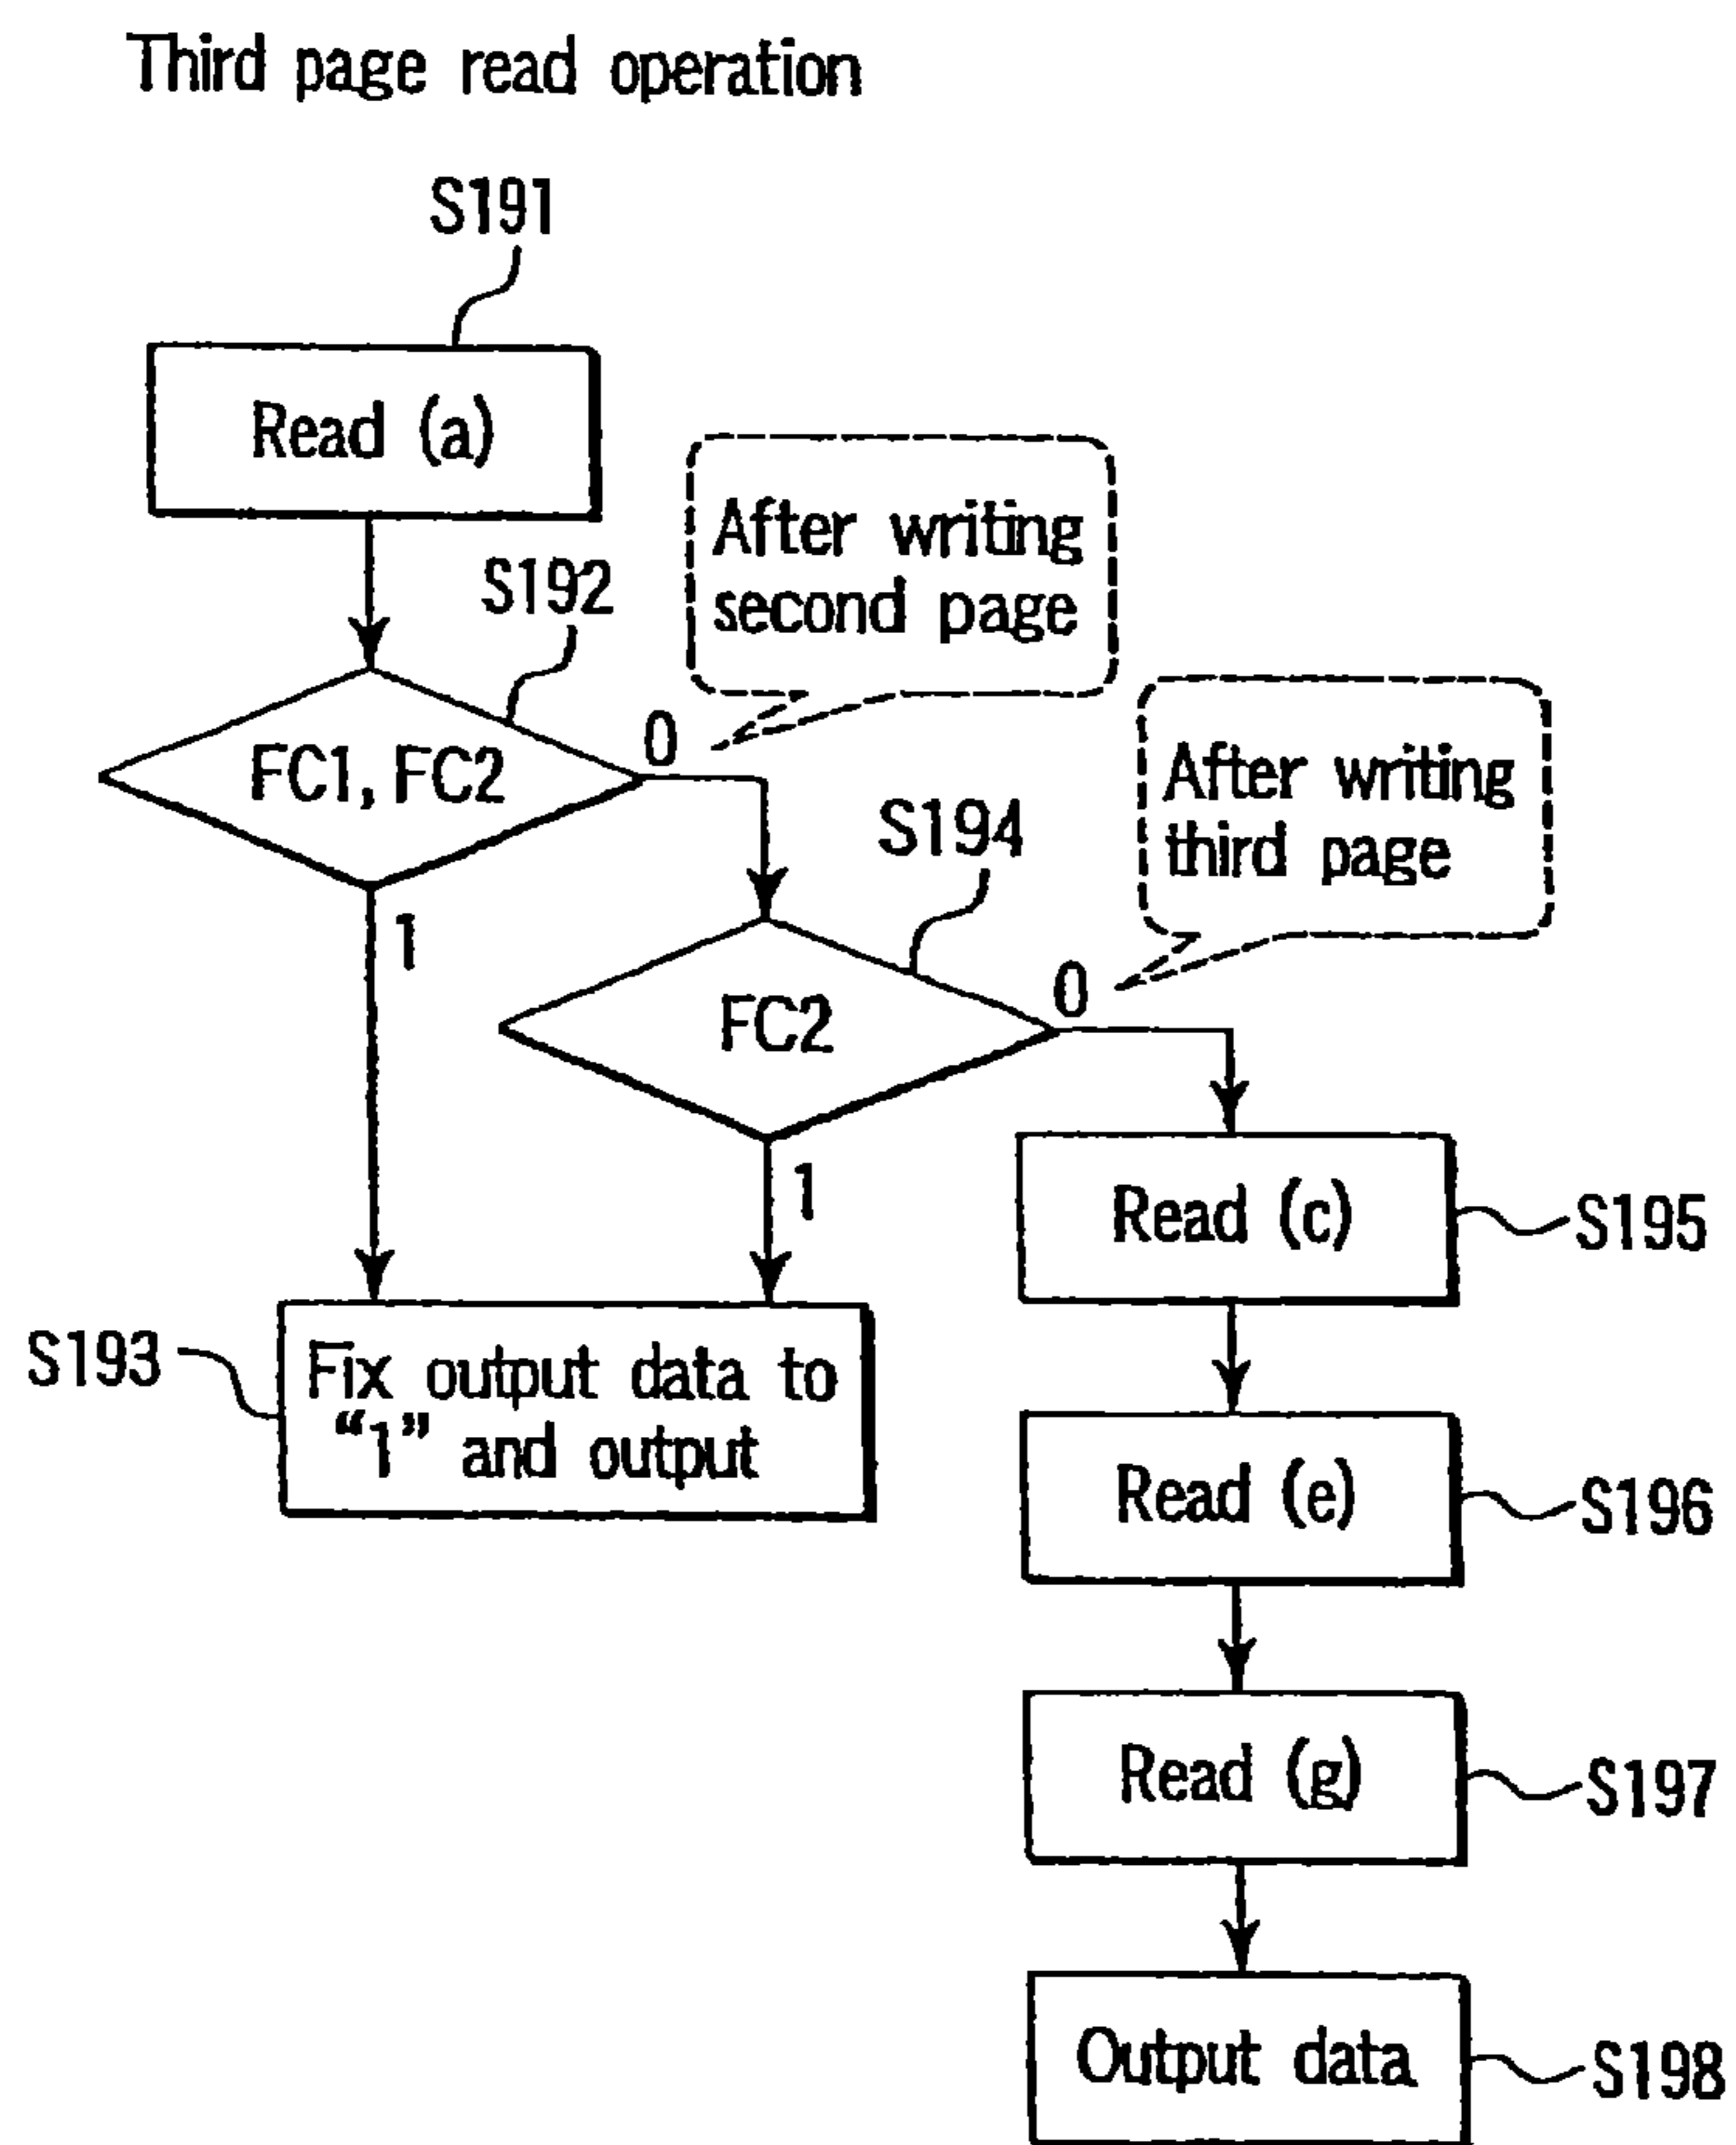 Third page read operation
S191
Read (a)
S192
After writing
second page
FC1, FC2
0
1
S194
After writing
third page
FC2
0
1
Read (c)
S195
S193
Fix output data to
“1” and output
Read (e)
S196
Read (g)
S197
Output data
S198